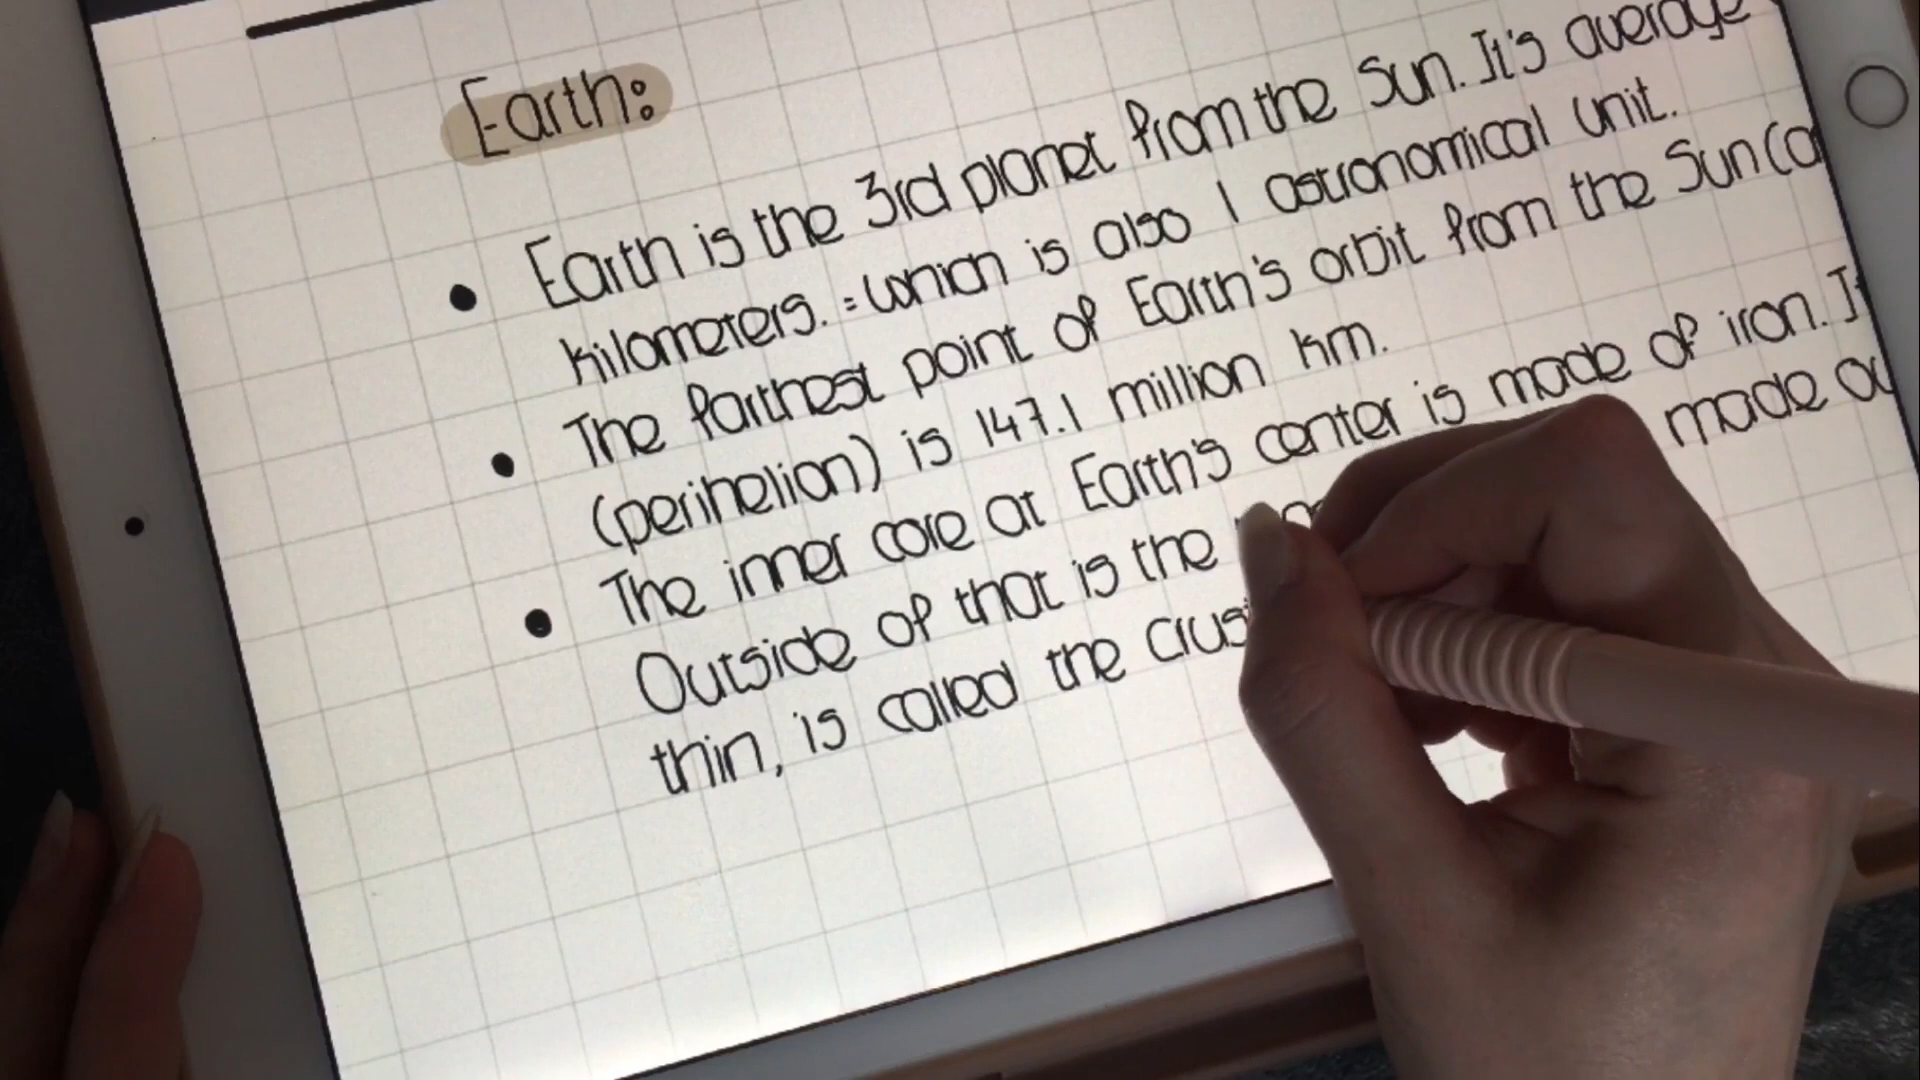 Earth:
Earth is the 3rd planet from the Sun. It's average
kilometers. = which is also 1 astronomical unit.
The farthest point of Earth's orbit from the Sun
(perihelion) is 147.1 million km.
The inner core at Earth's center is made of iron.
Outside of that is the made
thin, is called the